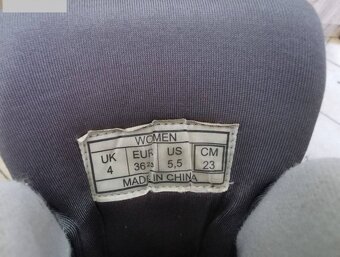 WOMEN
UK EUR US CM
4 36⅔ 5,5 23
MADE IN CHINA